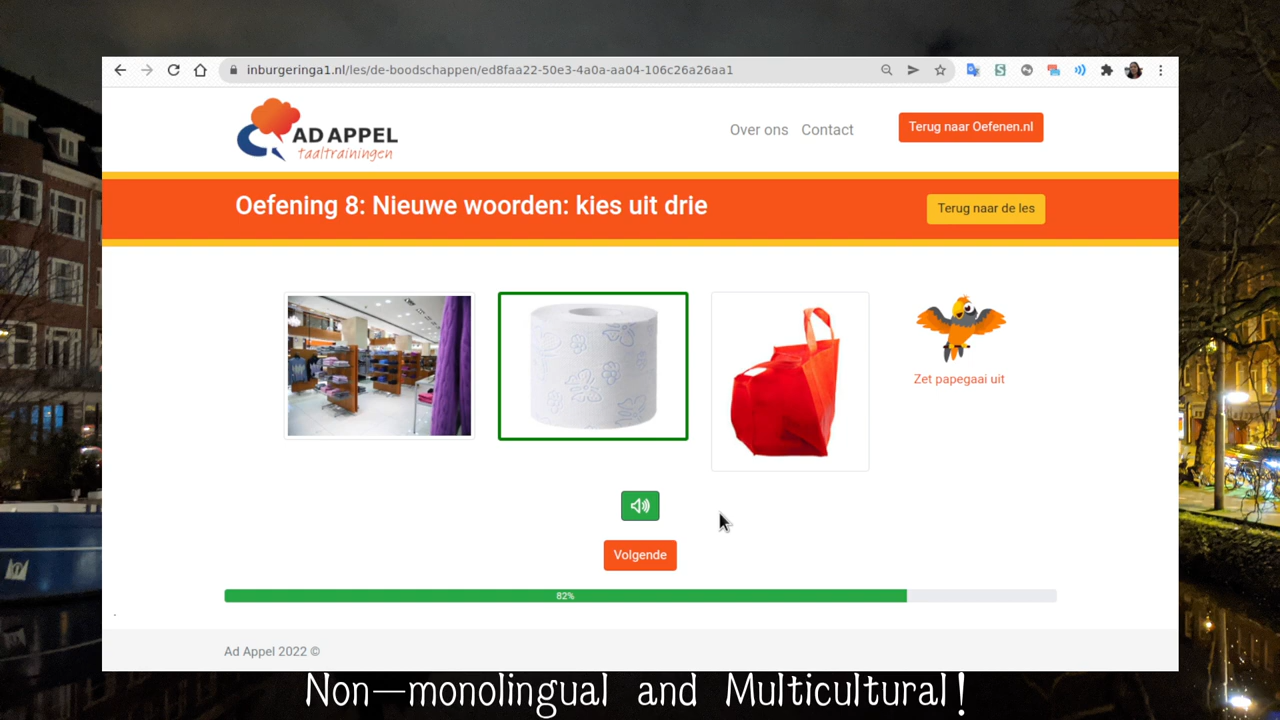 inburgeringa1.nl/les/de-boodschappen/ed8faa22-50e3-4a0a-aa04-106c26a26aa1
AD APPEL
taaltrainingen
Over ons
Contact
Terug naar Oefenen.nl
Oefening 8: Nieuwe woorden: kies uit drie
Terug naar de les
Zet papegaai uit
Volgende
82%
Ad Appel 2022 ©
Non—monolingual and Multicultural!